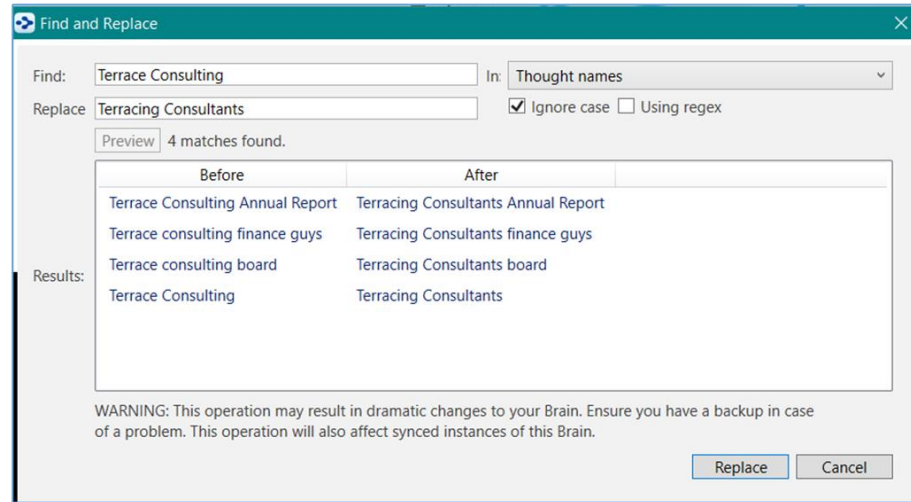 Find and Replace
Find: Terrace Consulting In: Thought names
Replace Terracing Consultants Ignore case Using regex
Preview 4 matches found.
Before After
Terrace Consulting Annual Report Terracing Consultants Annual Report
Terrace consulting finance guys Terracing Consultants finance guys
Terrace consulting board Terracing Consultants board
Results:
Terrace Consulting Terracing Consultants
WARNING: This operation may result in dramatic changes to your Brain. Ensure you have a backup in case
of a problem. This operation will also affect synced instances of this Brain.
Replace Cancel